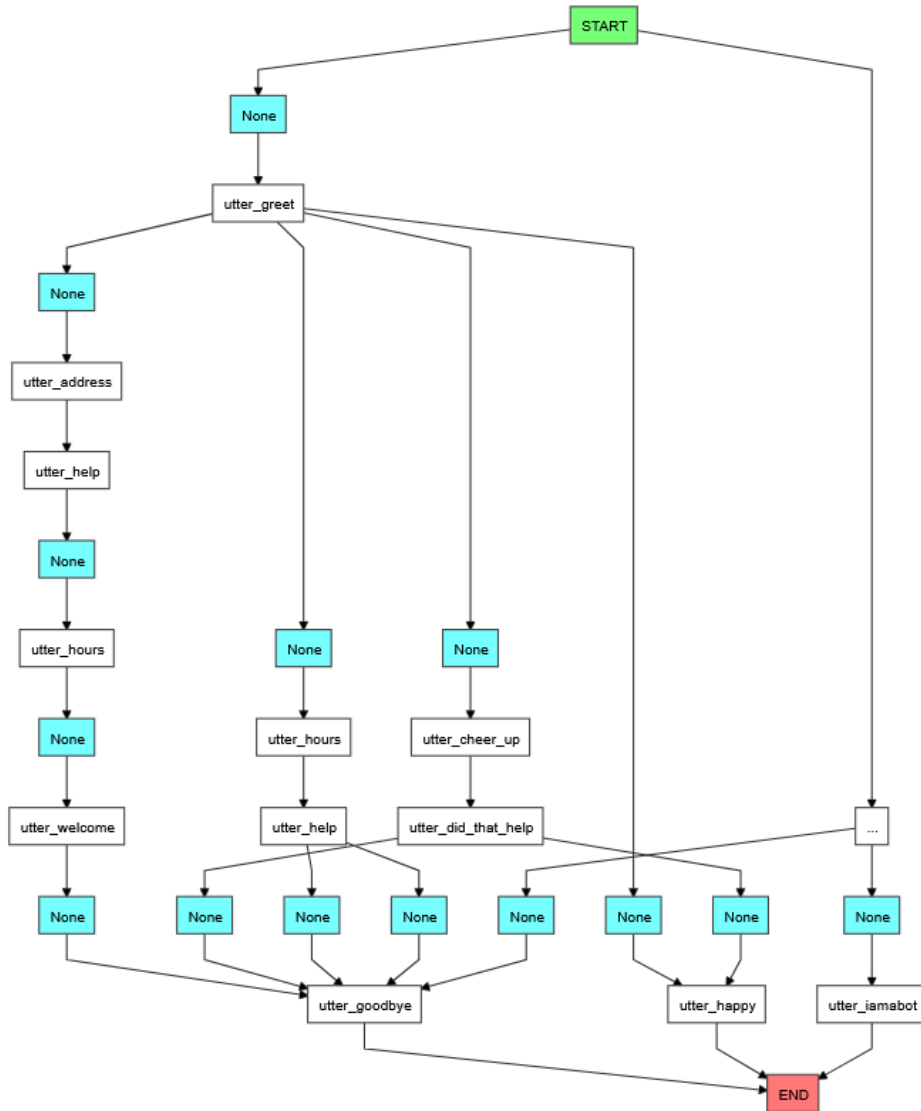 START
None
utter_greet
None
utter_address
utter_help
None
utter_hours
None
None
None
utter_hours
utter_cheer_up
utter_welcome
utter_help
utter_did_that_help
...
None
None
None
None
None
None
None
None
utter_goodbye
utter_happy
utter_iamabot
END